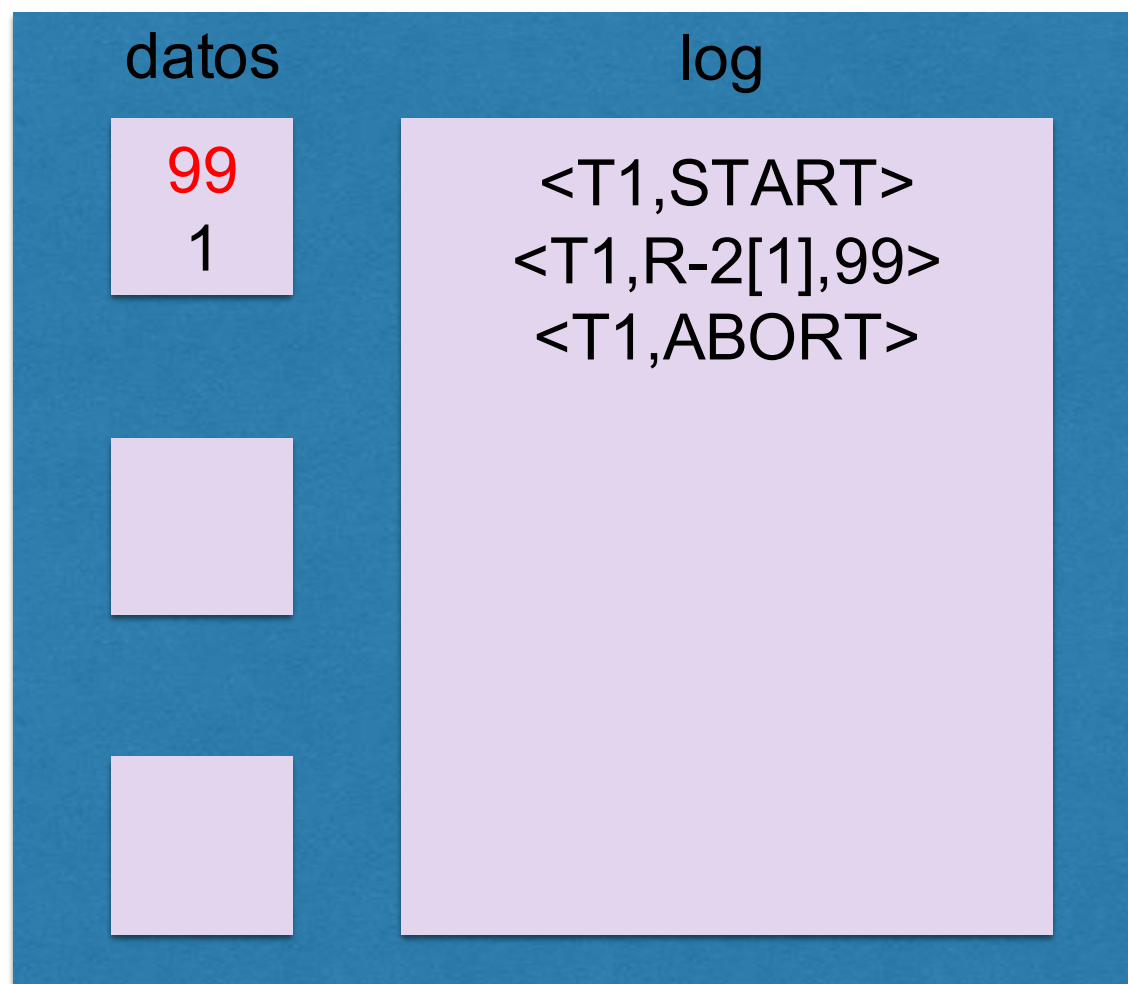 datos
log
99
1
<T1,START>
<T1,R-2[1],99>
<T1,ABORT>